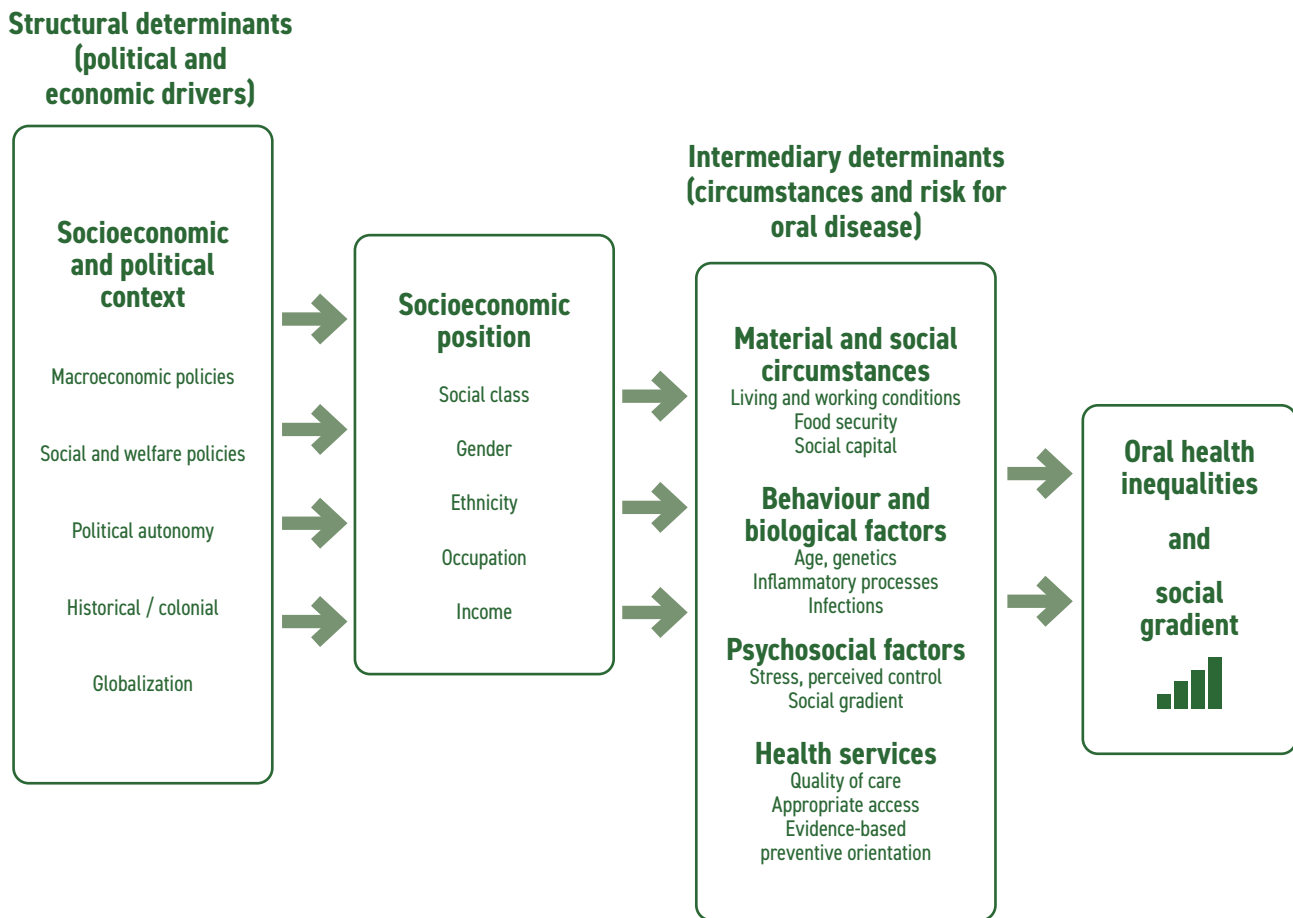 Structural determinants
(political and
economic drivers)
Socioeconomic
and political
context
Macroeconomic policies
Social and welfare policies
Political autonomy
Historical / colonial
Globalization
Socioeconomic
position
Social class
Gender
Ethnicity
Occupation
Income
Intermediary determinants
(circumstances and risk for
oral disease)
Material and social
circumstances
Living and working conditions
Food security
Social capital
Behaviour and
biological factors
Age, genetics
Inflammatory processes
Infections
Psychosocial factors
Stress, perceived control
Social gradient
Health services
Quality of care
Appropriate access
Evidence-based
preventive orientation
Oral health
inequalities
and
social
gradient